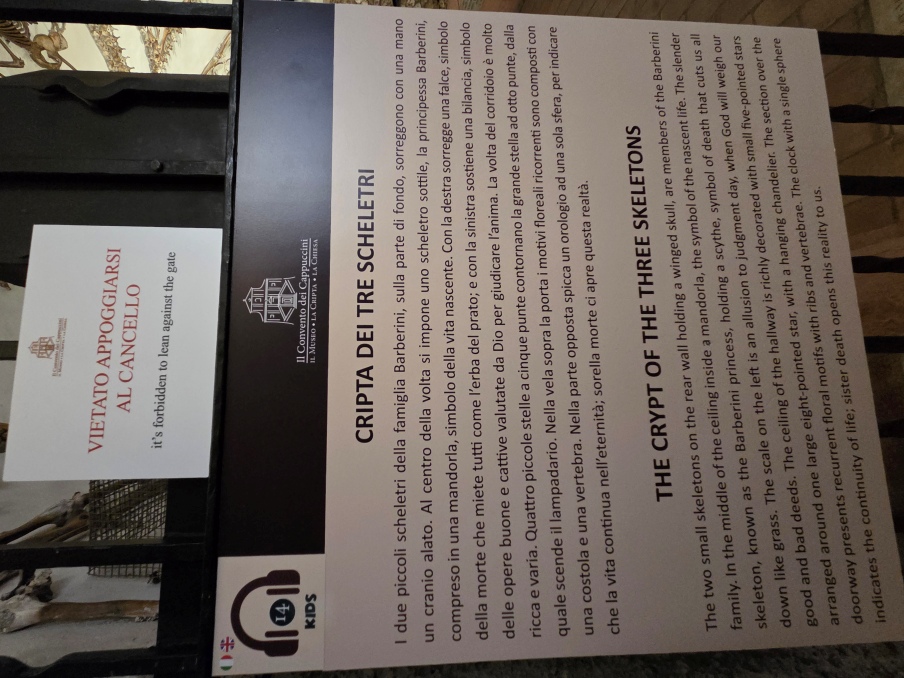 Il Convento dei Cappuccini
VIETATO APPOGGIARSI
AL CANCELLO
it's forbidden to lean against the gate
14
KIDS
Il Convento dei Cappuccini
IL MUSEO • LA CRIPTA • LA CHIESA
CRIPTA DEI TRE SCHELETRI
I due piccoli scheletri della famiglia Barberini, sulla parte di fondo, sorreggono con una mano
un cranio alato. Al centro della volta si impone uno scheletro sottile, la principessa Barberini,
compreso in una mandorla, simbolo della vita nascente. Con la destra sorregge una falce, simbolo
della morte che miete tutti come l'erba del prato; e con la sinistra sostiene una bilancia, simbolo
delle opere buone e cattive valutate da Dio per giudicare l'anima. La volta del corridoio è molto
ricca e varia. Quattro piccole stelle a cinque punte contornano la grande stella ad otto punte, dalla
quale scende il lampadario. Nella vela sopra la porta i motivi floreali ricorrenti sono composti con
una costola e una vertebra. Nella parte opposta spicca un orologio ad una sola sfera, per indicare
che la vita continua nell'eternità; sorella morte ci apre questa realtà.
THE CRYPT OF THE THREE SKELETONS
The two small skeletons on the rear wall holding a winged skull, are members of the Barberini
family. In the middle of the ceiling inside a mandorla, the symbol of the nascent life. The slender
skeleton, known as the Barberini princess, holding a scythe, symbol of death that cuts us all
down like grass. The scale on the left is an allusion to judgment day, when God will weigh our
good and bad deeds. The ceiling of the hallway is richly decorated with small five-pointed stars
arranged around one large eight-pointed star, with a hanging chandelier. The section over the
doorway presents recurrent floral motifs with ribs and vertebrae. The clock with a single sphere
indicates the continuity of life; sister death opens this reality to us.